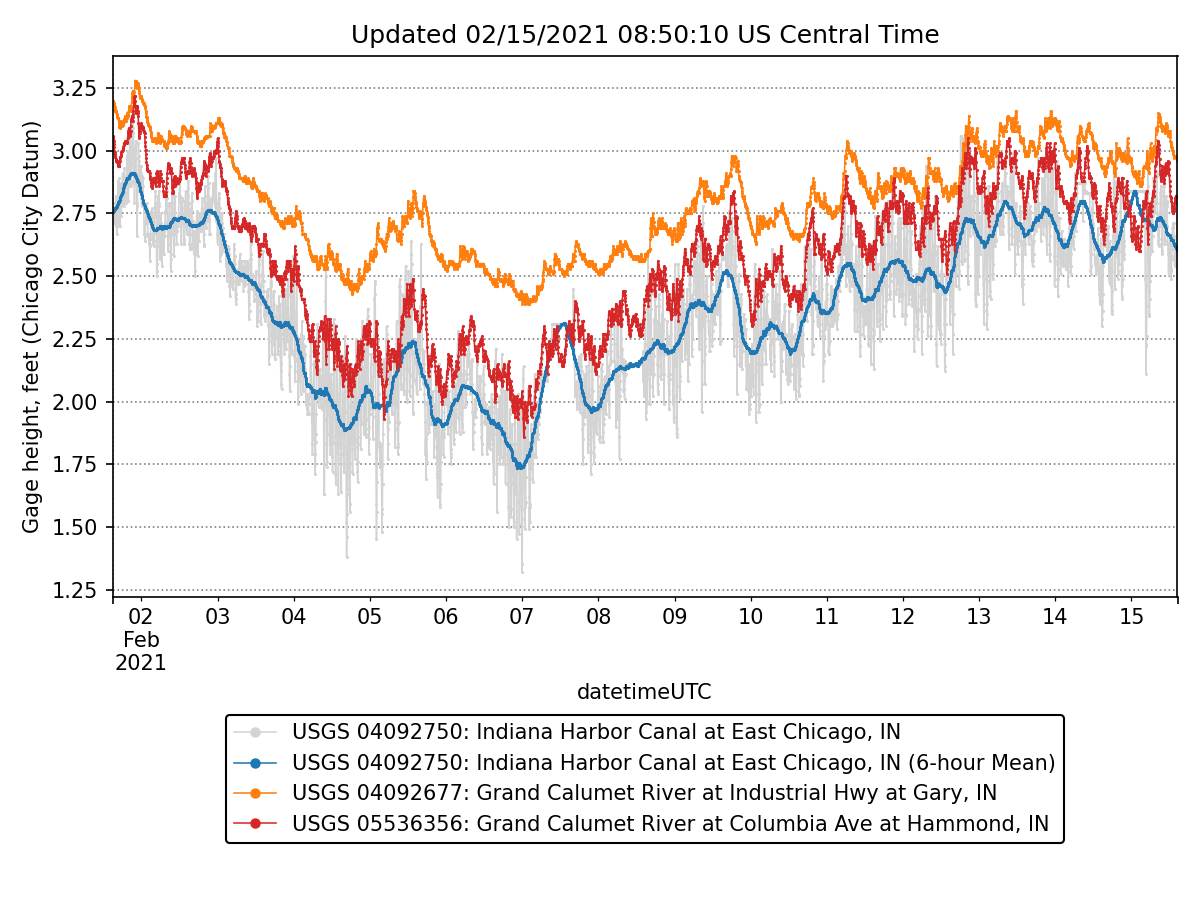 Updated 02/15/2021 08:50:10 US Central Time
Gage height, feet (Chicago City Datum)
3.25
3.00
2.75
2.50
2.25
2.00
1.75
1.50
1.25
02 03 04 05 06 07 08 09 10 11 12 13 14 15
Feb
2021
datetimeUTC
USGS 04092750: Indiana Harbor Canal at East Chicago, IN
USGS 04092750: Indiana Harbor Canal at East Chicago, IN (6-hour Mean)
USGS 04092677: Grand Calumet River at Industrial Hwy at Gary, IN
USGS 05536356: Grand Calumet River at Columbia Ave at Hammond, IN